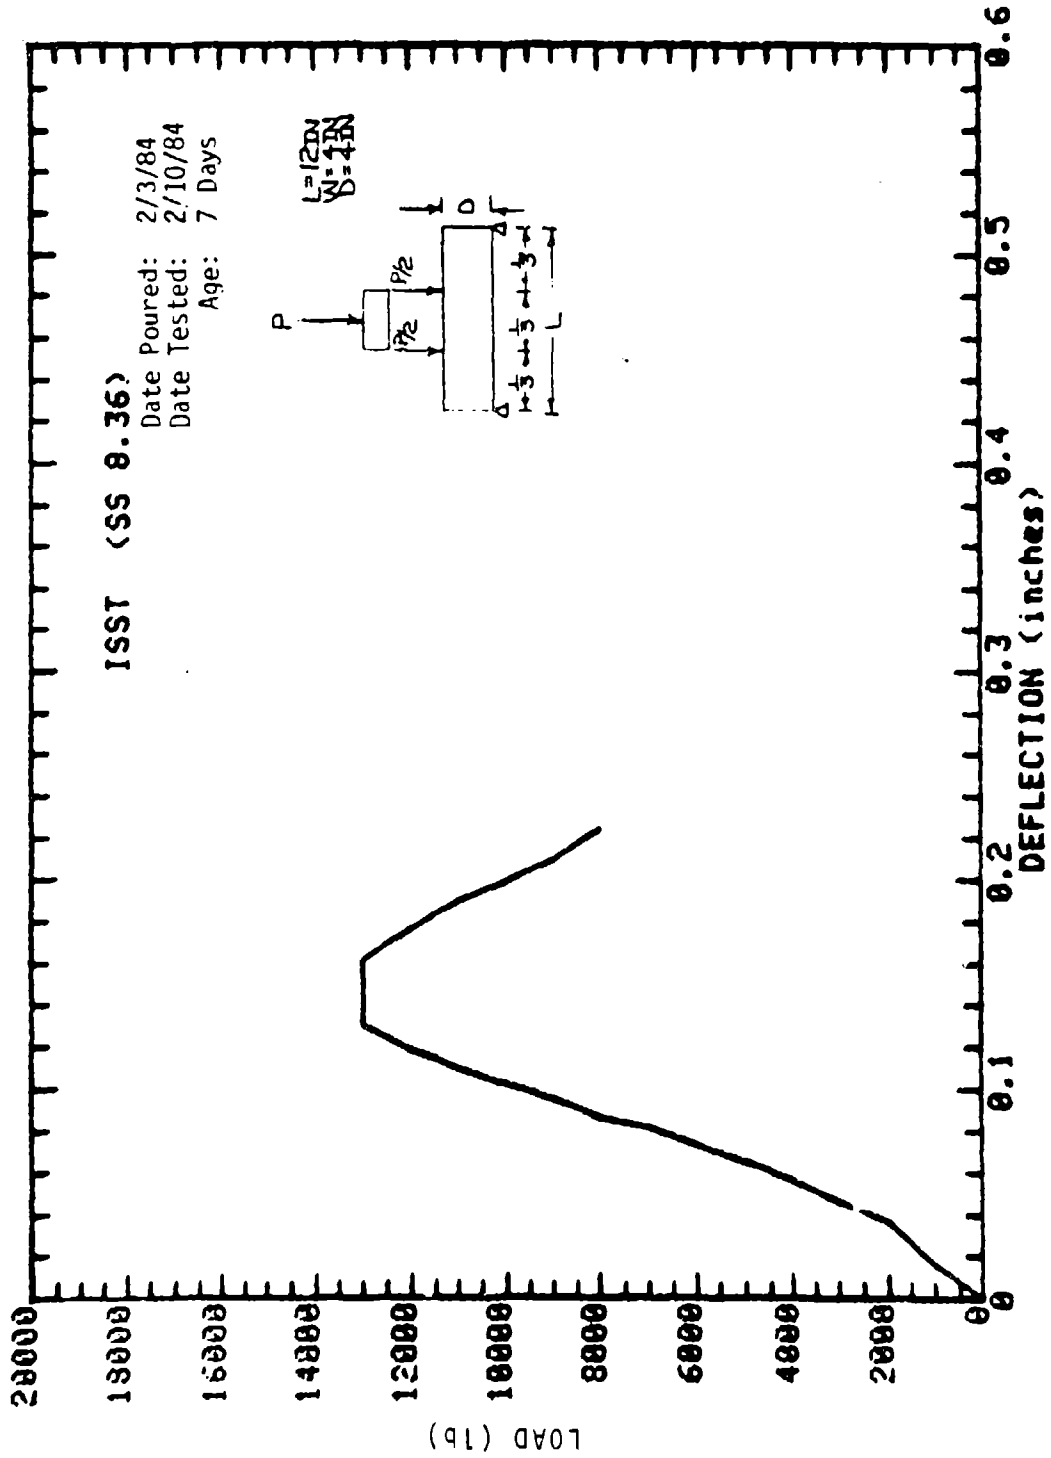 ISST (SS 8.36)
Date Poured: 2/3/84
Date Tested: 2/10/84
Age: 7 Days
L=12IN
W=4IN
D=4IN
P
P/2
P/2
D
L/3
L/3
L/3
L
LOAD (lb)
20000
18000
16000
14000
12000
10000
8000
6000
4000
2000
0
0
0.1
0.2
0.3
0.4
0.5
0.6
DEFLECTION (inches)